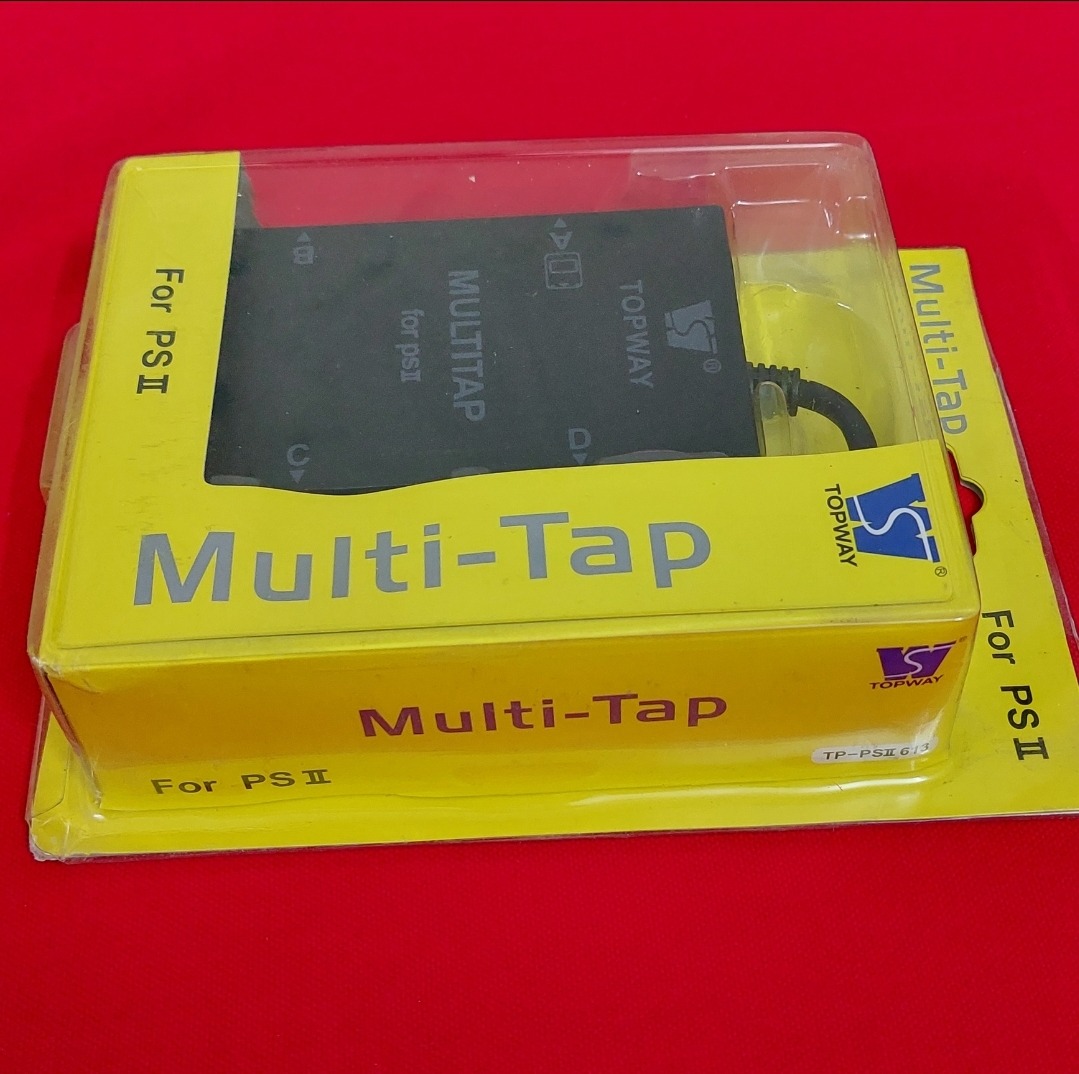 For PSⅡ
B
A
C
D
MULTITAP
for psⅡ
TOPWAY
®
Multi-Tap
TOPWAY
®
Multi-Tap
For PSⅡ
Multi-Tap
TOPWAY
For PSⅡ